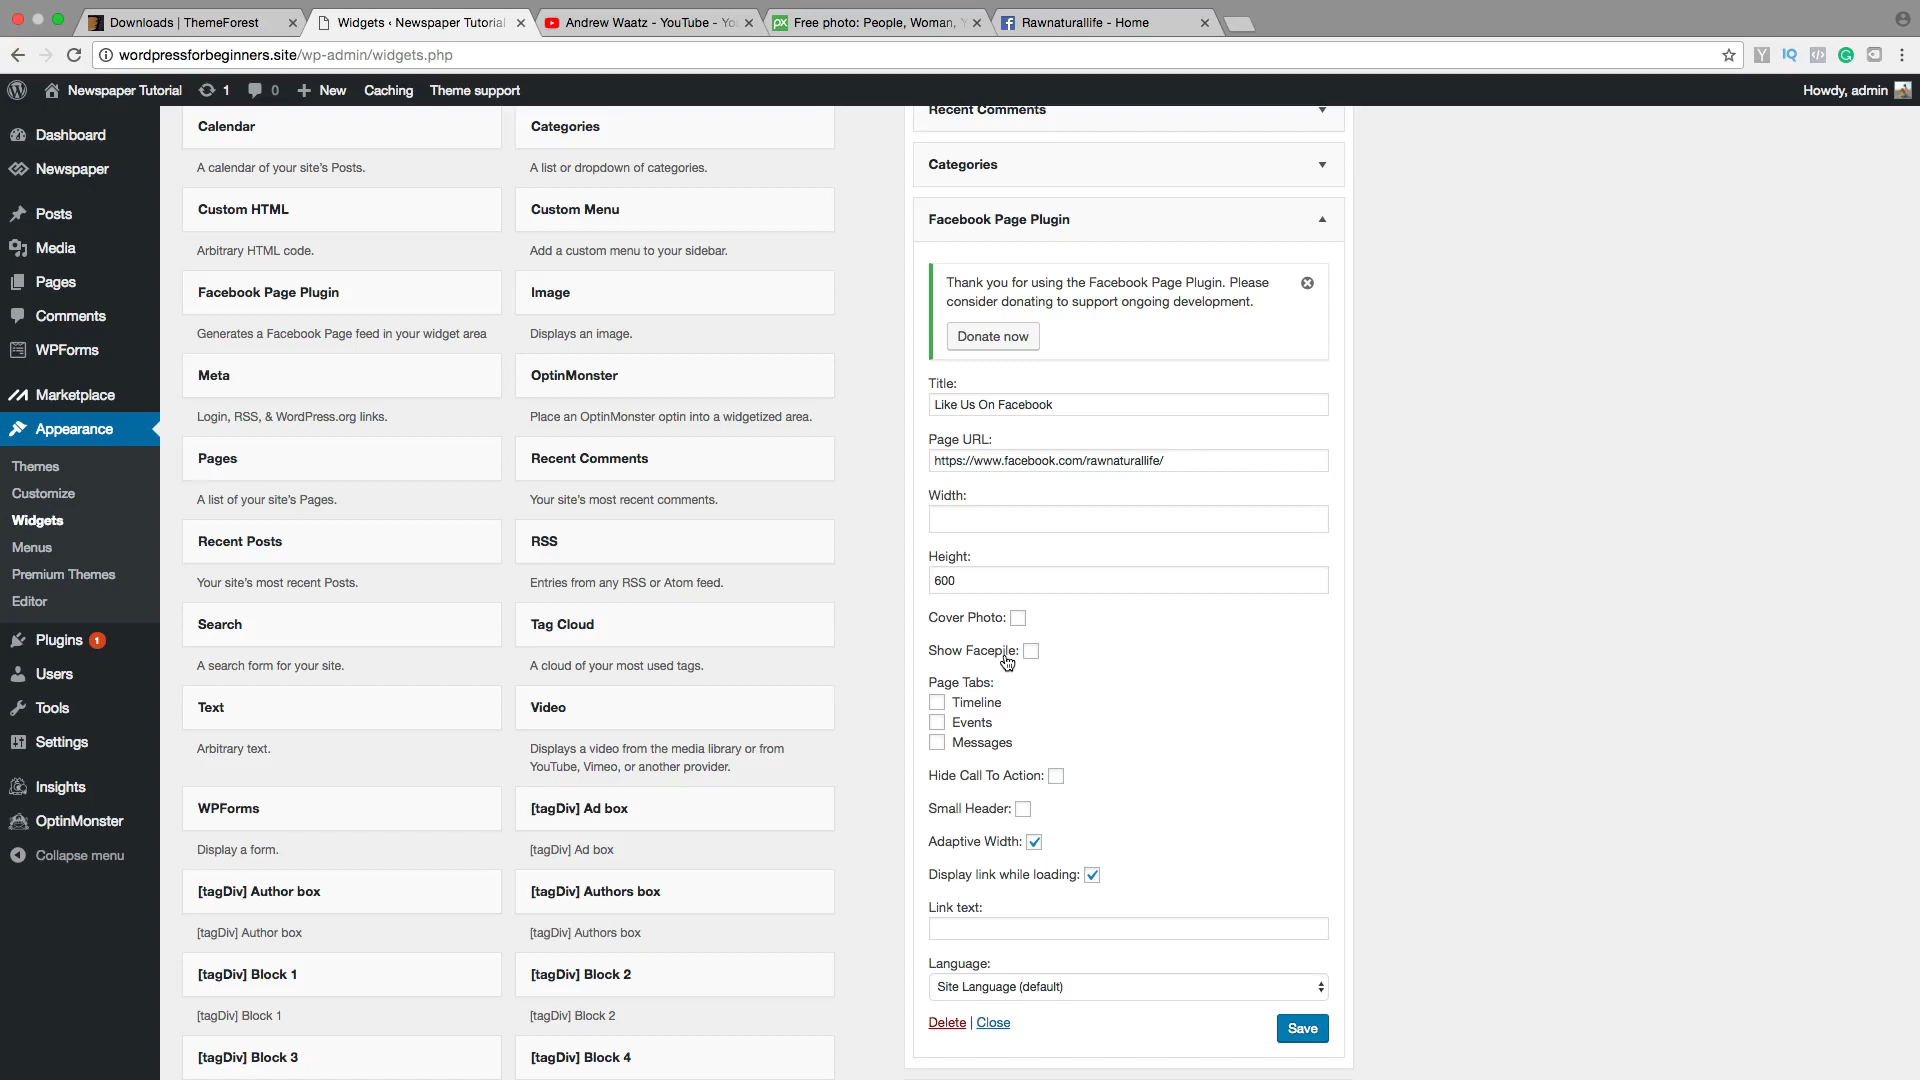 Downloads | ThemeForest
Widgets ‹ Newspaper Tutorial
Andrew Waatz - YouTube - Yo
Free photo: People, Woman, Y
Rawnaturallife - Home
wordpressforbeginners.site/wp-admin/widgets.php
Newspaper Tutorial
1
0
New
Caching
Theme support
Howdy, admin
Dashboard
Newspaper
Posts
Media
Pages
Comments
WPForms
Marketplace
Appearance
Themes
Customize
Widgets
Menus
Premium Themes
Editor
Plugins 1
Users
Tools
Settings
Insights
OptinMonster
Collapse menu
Calendar
A calendar of your site's Posts.
Categories
A list or dropdown of categories.
Custom HTML
Arbitrary HTML code.
Custom Menu
Add a custom menu to your sidebar.
Facebook Page Plugin
Generates a Facebook Page feed in your widget area
Image
Displays an image.
Meta
Login, RSS, & WordPress.org links.
OptinMonster
Place an OptinMonster optin into a widgetized area.
Pages
A list of your site's Pages.
Recent Comments
Your site's most recent comments.
Recent Posts
Your site's most recent Posts.
RSS
Entries from any RSS or Atom feed.
Search
A search form for your site.
Tag Cloud
A cloud of your most used tags.
Text
Arbitrary text.
Video
Displays a video from the media library or from
YouTube, Vimeo, or another provider.
WPForms
Display a form.
[tagDiv] Ad box
[tagDiv] Ad box
[tagDiv] Author box
[tagDiv] Author box
[tagDiv] Authors box
[tagDiv] Authors box
[tagDiv] Block 1
[tagDiv] Block 1
[tagDiv] Block 2
[tagDiv] Block 2
[tagDiv] Block 3
[tagDiv] Block 4
Recent Comments
Categories
Facebook Page Plugin
Thank you for using the Facebook Page Plugin. Please
consider donating to support ongoing development.
Donate now
Title:
Like Us On Facebook
Page URL:
https://www.facebook.com/rawnaturallife/
Width:
Height:
600
Cover Photo:
Show Facepile:
Page Tabs:
Timeline
Events
Messages
Hide Call To Action:
Small Header:
Adaptive Width:
Display link while loading:
Link text:
Language:
Site Language (default)
Delete | Close
Save